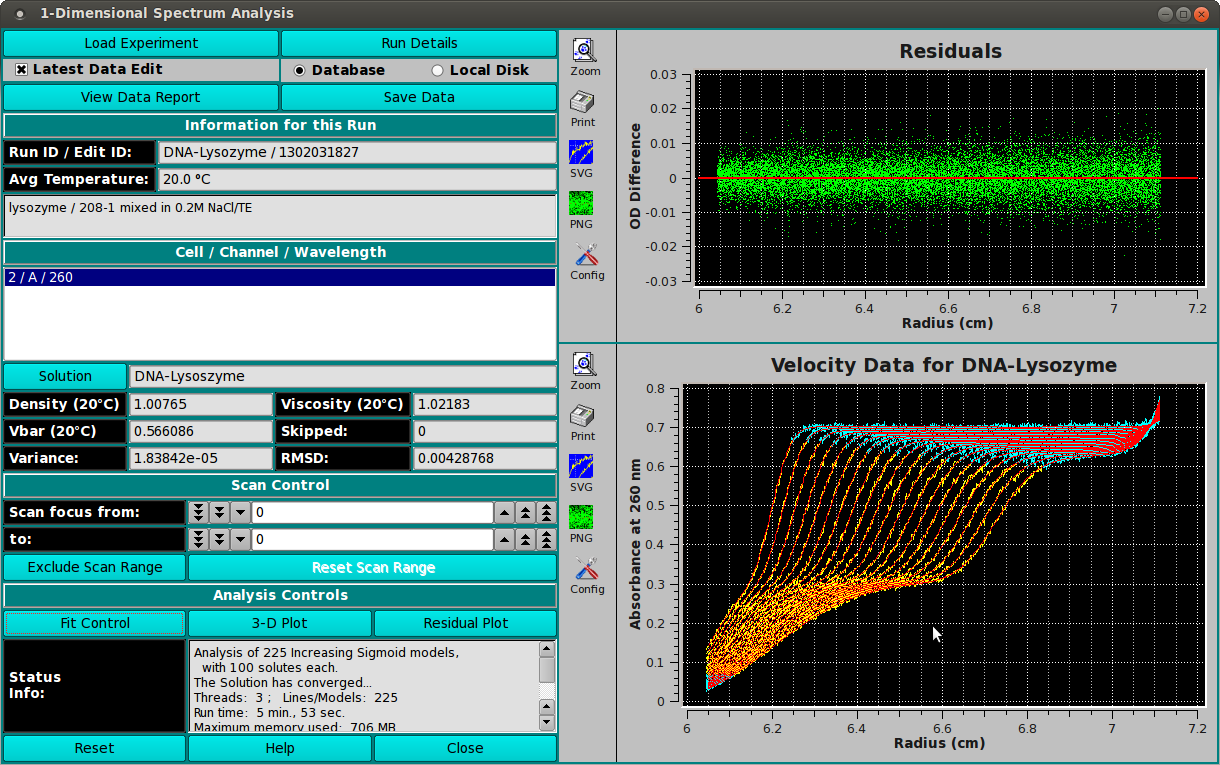 1-Dimensional Spectrum Analysis
Load Experiment
Run Details
Latest Data Edit
Database
Local Disk
View Data Report
Save Data
Information for this Run
Run ID / Edit ID:
DNA-Lysozyme / 1302031827
Avg Temperature:
20.0 °C
lysozyme / 208-1 mixed in 0.2M NaCl/TE
Cell / Channel / Wavelength
2 / A / 260
Solution
DNA-Lysoszyme
Density (20°C)
1.00765
Viscosity (20°C)
1.02183
Vbar (20°C)
0.566086
Skipped:
0
Variance:
1.83842e-05
RMSD:
0.00428768
Scan Control
Scan focus from:
0
to:
0
Exclude Scan Range
Reset Scan Range
Analysis Controls
Fit Control
3-D Plot
Residual Plot
Status
Info:
Analysis of 225 Increasing Sigmoid models,
with 100 solutes each.
The Solution has converged...
Threads: 3 ; Lines/Models: 225
Run time: 5 min., 53 sec.
Maximum memory used: 706 MB
Reset
Help
Close
Zoom
Print
SVG
PNG
Config
Residuals
OD Difference
0.03
0.02
0.01
0
-0.01
-0.02
-0.03
6
6.2
6.4
6.6
6.8
7
7.2
Radius (cm)
Zoom
Print
SVG
PNG
Config
Velocity Data for DNA-Lysozyme
Absorbance at 260 nm
0.8
0.7
0.6
0.5
0.4
0.3
0.2
0.1
0
6
6.2
6.4
6.6
6.8
7
7.2
Radius (cm)